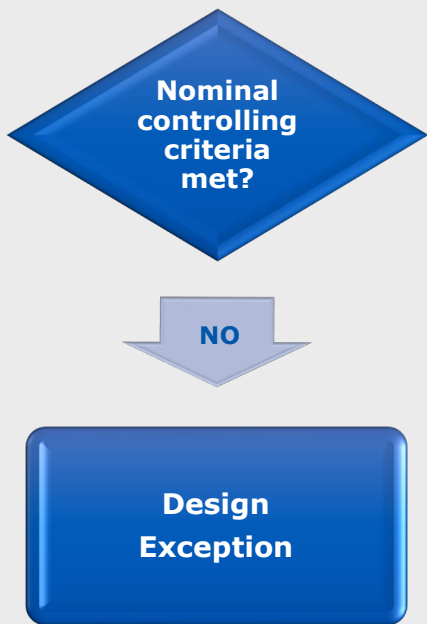 Nominal
controlling
criteria
met?
NO
Design
Exception